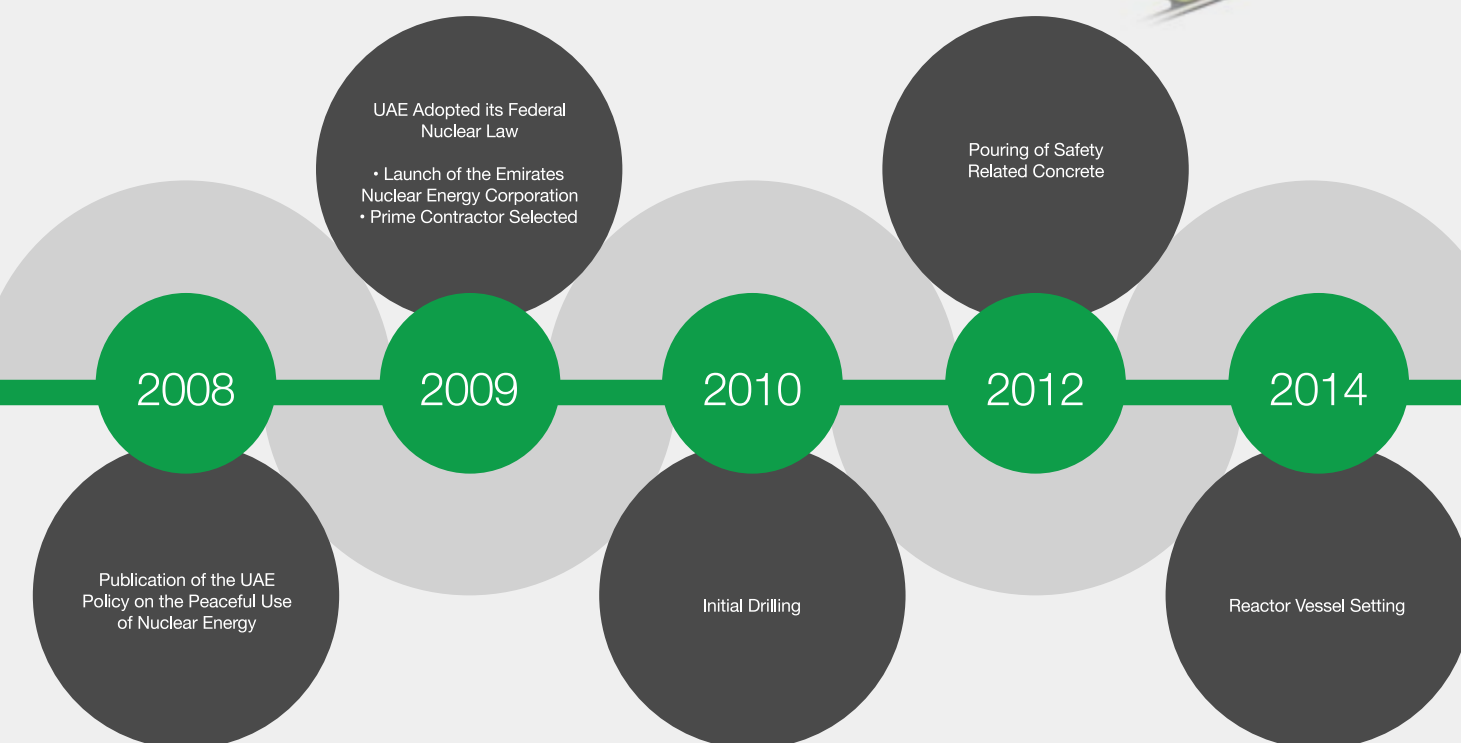 UAE Adopted its Federal
Nuclear Law
• Launch of the Emirates
Nuclear Energy Corporation
• Prime Contractor Selected
Pouring of Safety
Related Concrete
2008
2009
2010
2012
2014
Publication of the UAE
Policy on the Peaceful Use
of Nuclear Energy
Initial Drilling
Reactor Vessel Setting